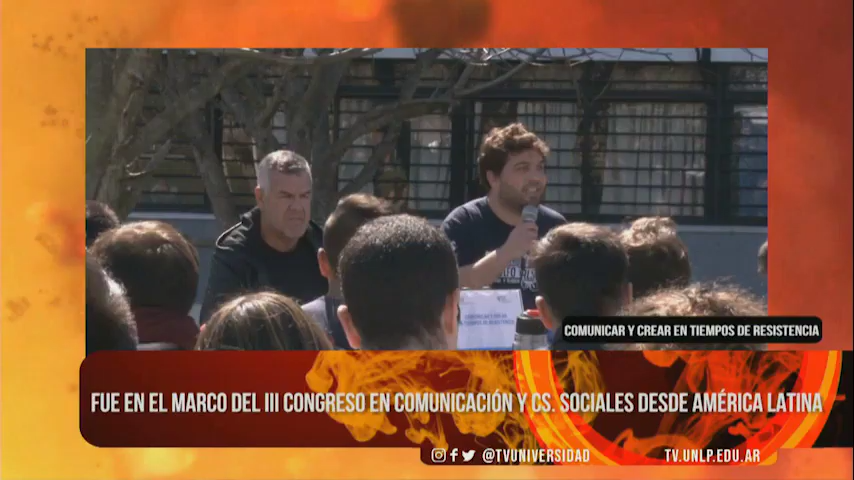 COMUNICAR Y CREAR EN TIEMPOS DE RESISTENCIA
FUE EN EL MARCO DEL III CONGRESO EN COMUNICACIÓN Y CS. SOCIALES DESDE AMÉRICA LATINA
@TVUNIVERSIDAD TV.UNLP.EDU.AR